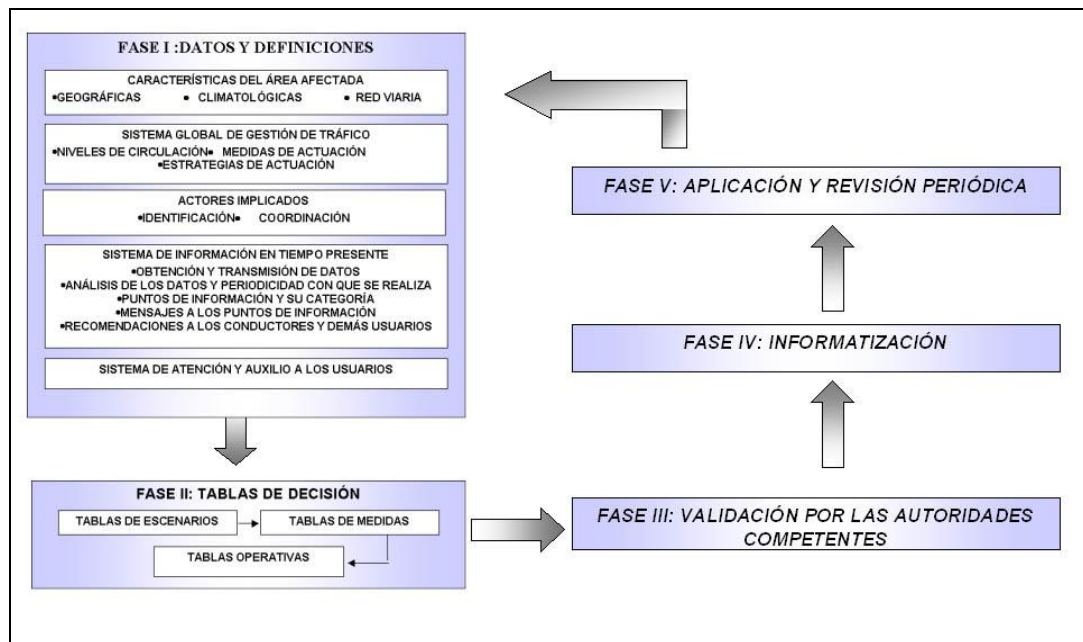 FASE I :DATOS Y DEFINICIONES
CARACTERÍSTICAS DEL ÁREA AFECTADA
•GEOGRÁFICAS • CLIMATOLÓGICAS • RED VIARIA
SISTEMA GLOBAL DE GESTIÓN DE TRÁFICO
•NIVELES DE CIRCULACIÓN• MEDIDAS DE ACTUACIÓN
•ESTRATEGIAS DE ACTUACIÓN
ACTORES IMPLICADOS
•IDENTIFICACIÓN• COORDINACIÓN
SISTEMA DE INFORMACIÓN EN TIEMPO PRESENTE
•OBTENCIÓN Y TRANSMISIÓN DE DATOS
•ANÁLISIS DE LOS DATOS Y PERIODICIDAD CON QUE SE REALIZA
•PUNTOS DE INFORMACIÓN Y SU CATEGORÍA
•MENSAJES A LOS PUNTOS DE INFORMACIÓN
•RECOMENDACIONES A LOS CONDUCTORES Y DEMÁS USUARIOS
SISTEMA DE ATENCIÓN Y AUXILIO A LOS USUARIOS
FASE II: TABLAS DE DECISIÓN
TABLAS DE ESCENARIOS
TABLAS DE MEDIDAS
TABLAS OPERATIVAS
FASE III: VALIDACIÓN POR LAS AUTORIDADES
COMPETENTES
FASE IV: INFORMATIZACIÓN
FASE V: APLICACIÓN Y REVISIÓN PERIÓDICA